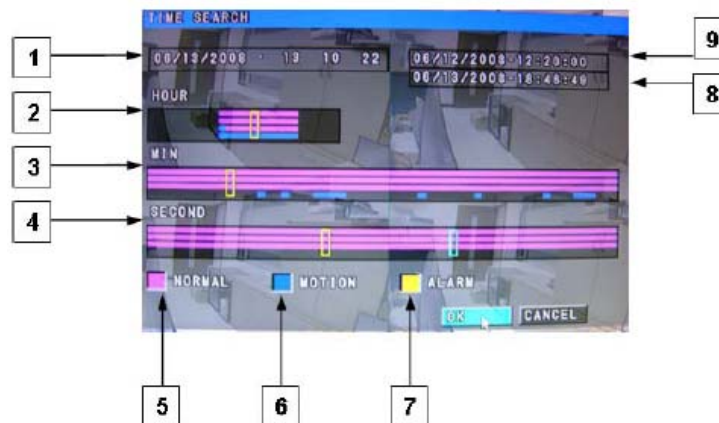 TIME SEARCH
06/13/2008 - 13 10 22
06/12/2008-12:20:00
06/13/2008-18:46:49
HOUR
MIN
SECOND
NORMAL
MOTION
ALARM
OK
CANCEL
1
2
3
4
5
6
7
8
9